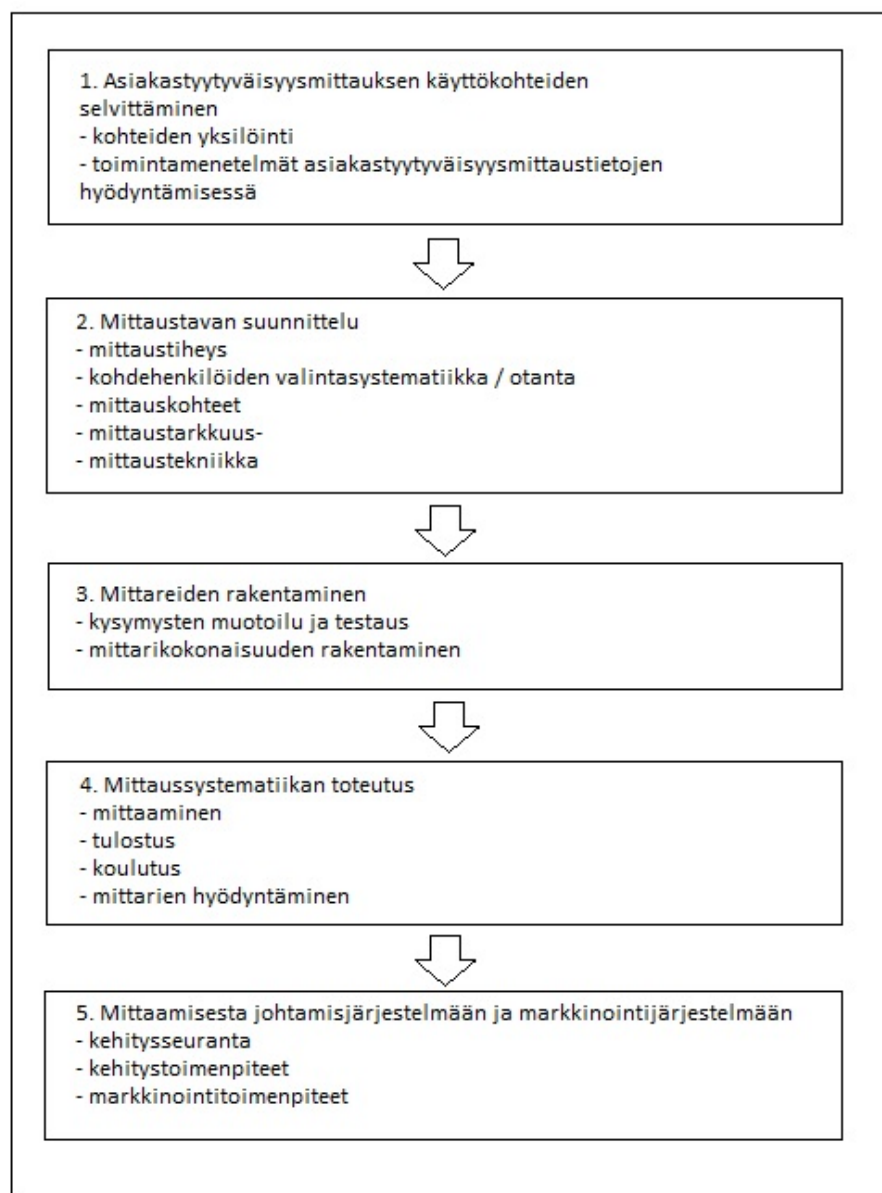 1. Asiakastyytyväisyysmittauksen käyttökohteiden
selvittäminen
- kohteiden yksilöinti
- toimintamenetelmät asiakastyytyväisyysmittaustietojen
hyödyntämisessä
2. Mittaustavan suunnittelu
- mittaustiheys
- kohdehenkilöiden valintasystematiikka / otanta
- mittauskohteet
- mittaustarkkuus-
- mittaustekniikka
3. Mittareiden rakentaminen
- kysymysten muotoilu ja testaus
- mittarikokonaisuuden rakentaminen
4. Mittaussystematiikan toteutus
- mittaaminen
- tulostus
- koulutus
- mittarien hyödyntäminen
5. Mittaamisesta johtamisjärjestelmään ja markkinointijärjestelmään
- kehitysseuranta
- kehitystoimenpiteet
- markkinointitoimenpiteet